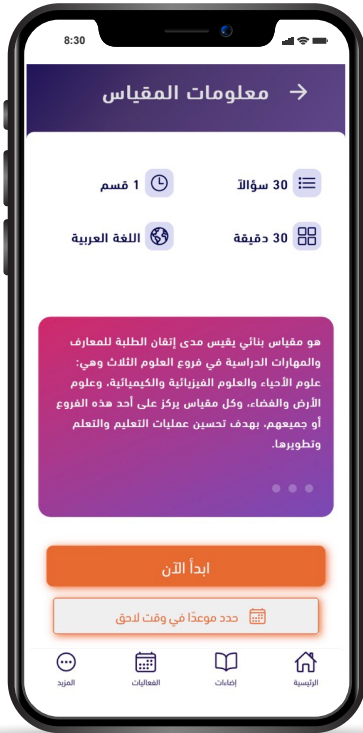 8:30
معلومات المقياس
30 سؤالاً
1 قسم
30 دقيقة
اللغة العربية
هو مقياس بنائي يقيس مدى إتقان الطلبة للمعارف
والمهارات الدراسية في فروع العلوم الثلاث وهي:
علوم الأحياء والعلوم الفيزيائية والكيميائية، وعلوم
الأرض والفضاء، وكل مقياس يركز على أحد هذه الفروع
أو جميعهم، بهدف تحسين عمليات التعليم والتعلم
وتطويرها.
ابدأ الآن
حدد موعدًا في وقت لاحق
الرئيسية
إضاءات
الفعاليات
المزيد